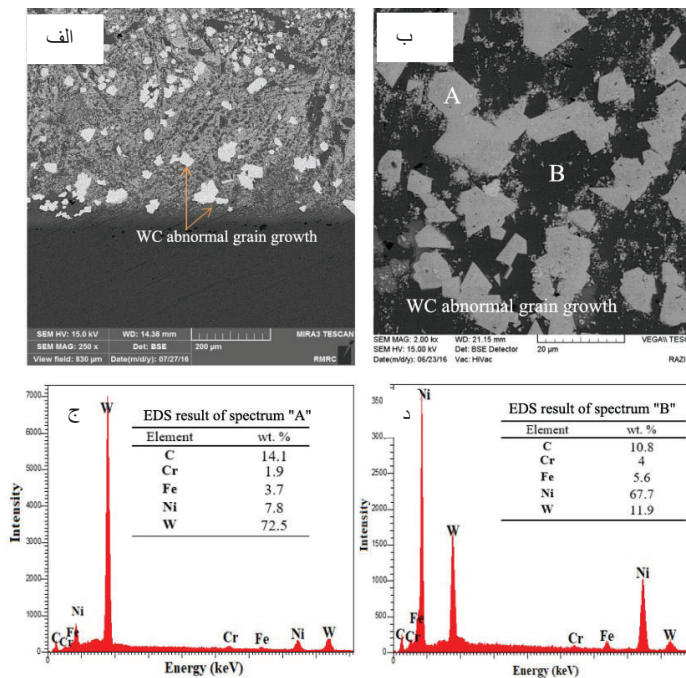 الف
WC abnormal grain growth
SEM HV: 15.0 kV WD: 14.38 mm MIRA3 TESCAN
SEM MAG: 250 x Det: BSE 200 µm
View field: 830 µm Date(m/d/y): 07/27/16 RMRC
ب
A
B
WC abnormal grain growth
SEM MAG: 2.00 kx WD: 21.15 mm VEGA\\ TESC
SEM HV: 15.00 kV Det: BSE Detector 20 µm
Date(m/d/y): 06/23/16 Vac: HiVac RAZI
ج
EDS result of spectrum "A"
Element wt. %
C 14.1
Cr 1.9
Fe 3.7
Ni 7.8
W 72.5
Intensity
7000
6000
5000
4000
3000
2000
1000
0
W
Ni
Fe
C Cr
Cr Fe Ni W
Energy (keV)
د
EDS result of spectrum "B"
Element wt. %
C 10.8
Cr 4
Fe 5.6
Ni 67.7
W 11.9
Intensity
350
3000
2500
2000
1500
1000
500
0
Ni
W
Ni
Fe
C Cr
Cr Fe W
Energy (keV)